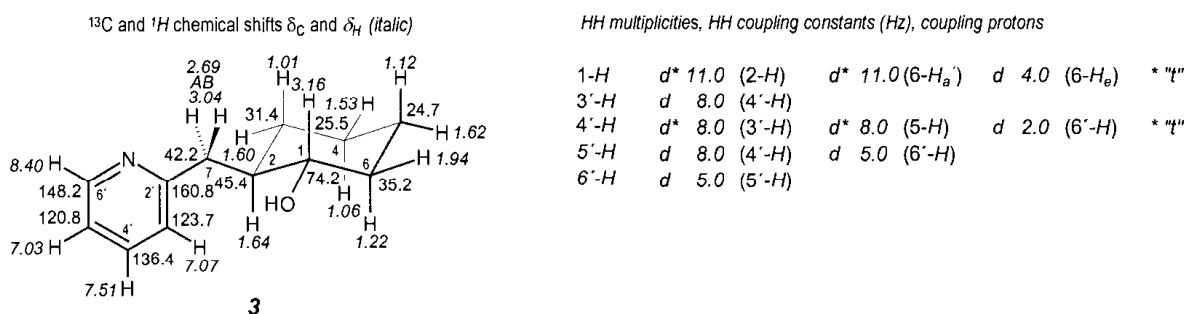 ¹³C and ¹H chemical shifts δC and δH (italic)
HH multiplicities, HH coupling constants (Hz), coupling protons
2.69
AB
3.04
1.01
H
3.16
H
1.12
H
31.4
1.53 H
25.5
24.7
H 1.62
H H
H
1.60
4
1
6
H 1.94
8.40 H
N
42.2
7
2
45.4
74.2
H
1.06
35.2
148.2
6´
2´
160.8
HO
120.8
4´
123.7
H
1.64
H
1.22
7.03 H
136.4
H
7.07
7.51 H
3
1-H d* 11.0 (2-H) d* 11.0 (6-Ha´) d 4.0 (6-He) * "t"
3´-H d 8.0 (4´-H)
4´-H d* 8.0 (3´-H) d* 8.0 (5-H) d 2.0 (6´-H) * "t"
5´-H d 8.0 (4´-H) d 5.0 (6´-H)
6´-H d 5.0 (5´-H)